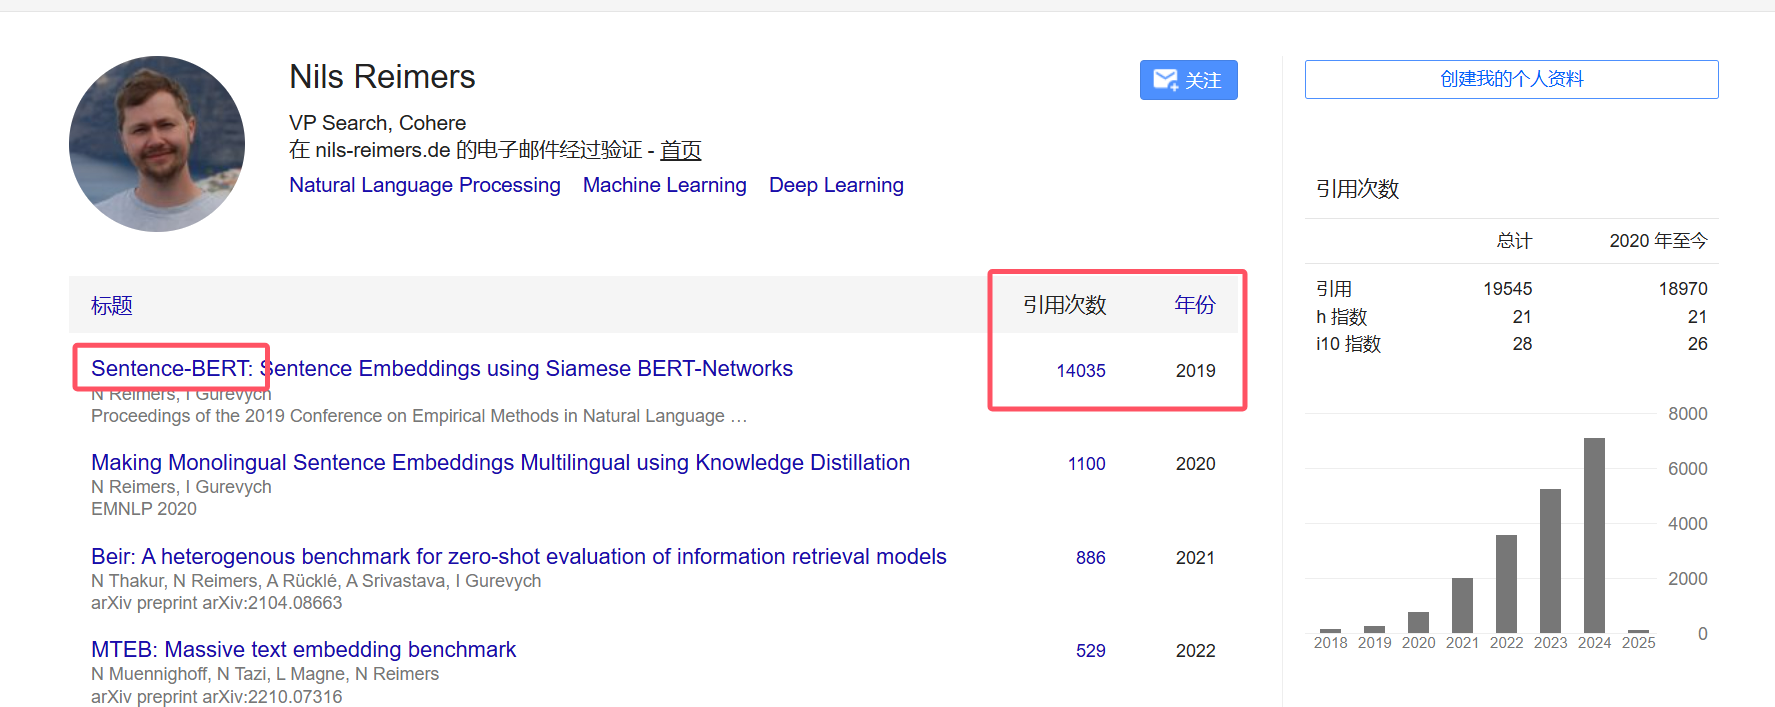 Nils Reimers
VP Search, Cohere
在 nils-reimers.de 的电子邮件经过验证 - 首页
Natural Language Processing Machine Learning Deep Learning
关注
标题 引用次数 年份
Sentence-BERT: Sentence Embeddings using Siamese BERT-Networks 14035 2019
N Reimers, I Gurevych
Proceedings of the 2019 Conference on Empirical Methods in Natural Language …
Making Monolingual Sentence Embeddings Multilingual using Knowledge Distillation 1100 2020
N Reimers, I Gurevych
EMNLP 2020
Beir: A heterogenous benchmark for zero-shot evaluation of information retrieval models 886 2021
N Thakur, N Reimers, A Rücklé, A Srivastava, I Gurevych
arXiv preprint arXiv:2104.08663
MTEB: Massive text embedding benchmark 529 2022
N Muennighoff, N Tazi, L Magne, N Reimers
arXiv preprint arXiv:2210.07316
创建我的个人资料
引用次数
总计 2020 年至今
引用 19545 18970
h 指数 21 21
i10 指数 28 26
8000
6000
4000
2000
0
2018 2019 2020 2021 2022 2023 2024 2025